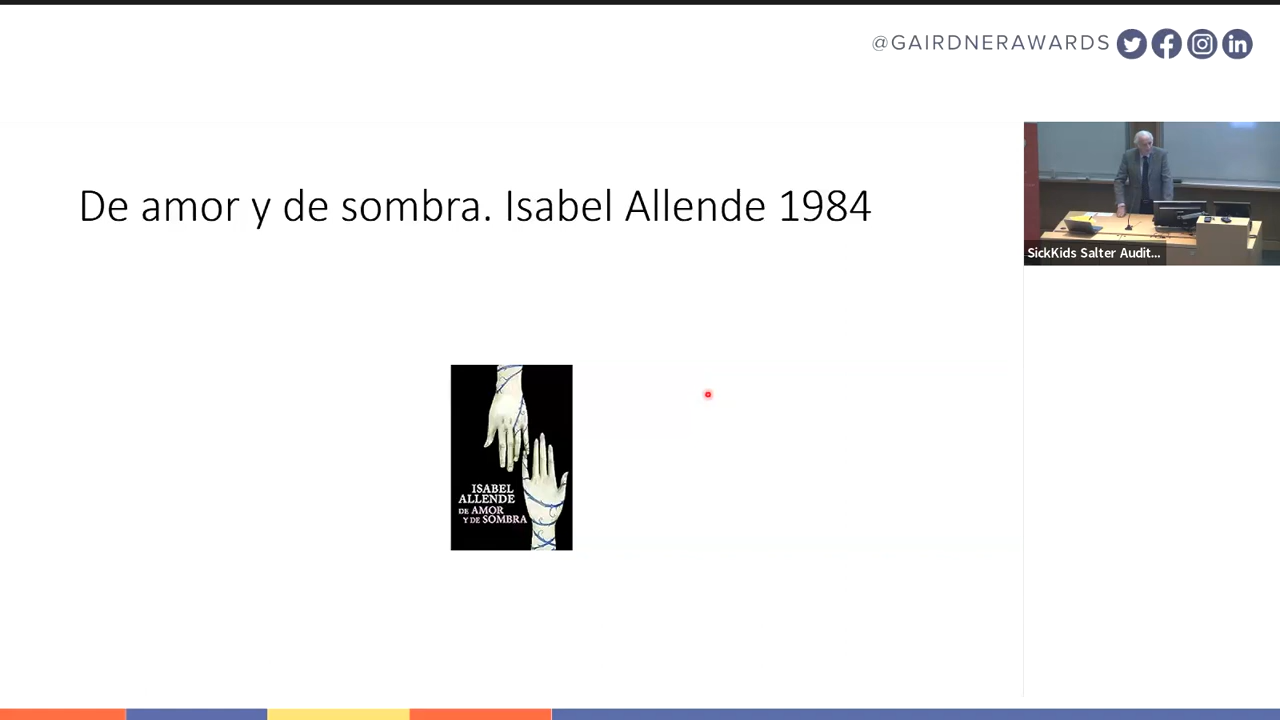 @GAIRDNERAWARDS
De amor y de sombra. Isabel Allende 1984
SickKids Salter Audit...
ISABEL
ALLENDE
DE AMOR
Y DE SOMBRA